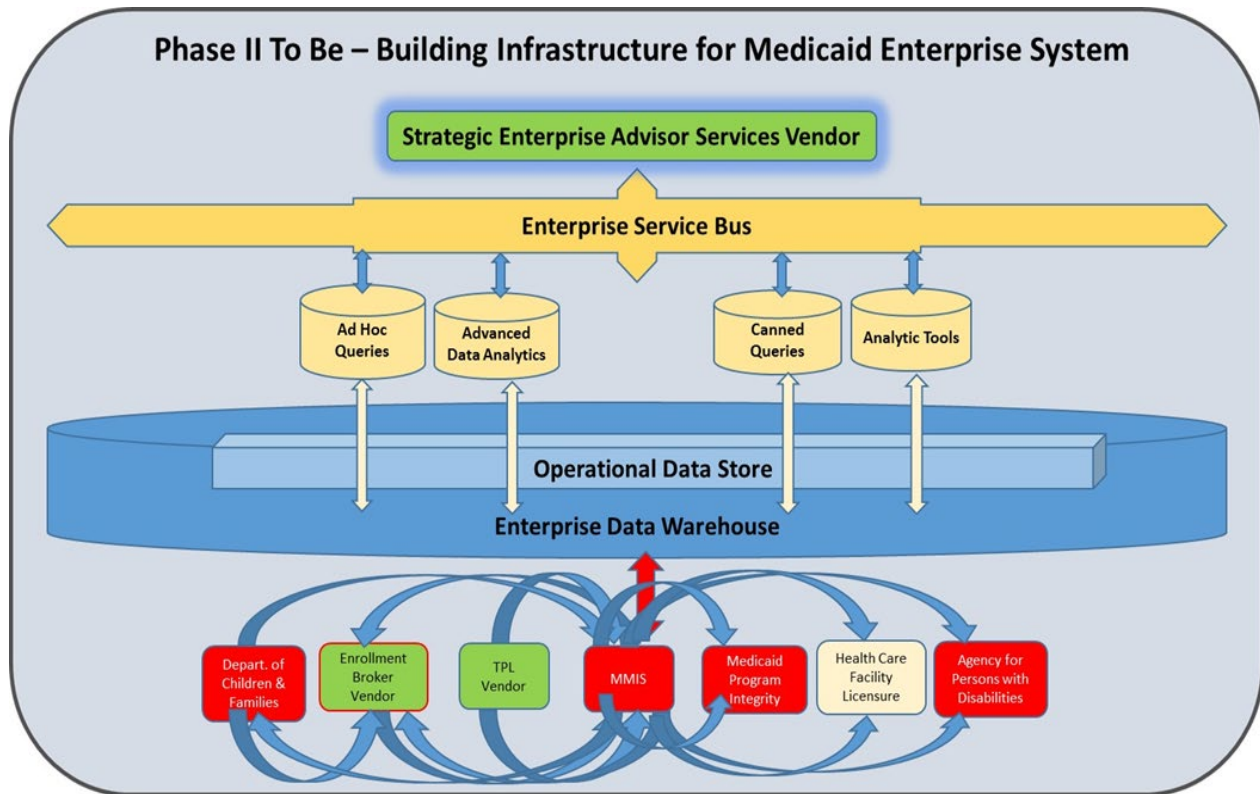 Phase II To Be – Building Infrastructure for Medicaid Enterprise System
Strategic Enterprise Advisor Services Vendor
Enterprise Service Bus
Ad Hoc
Queries
Advanced
Data Analytics
Canned
Queries
Analytic Tools
Operational Data Store
Enterprise Data Warehouse
Depart. of
Children &
Families
Enrollment
Broker
Vendor
TPL
Vendor
MMIS
Medicaid
Program
Integrity
Health Care
Facility
Licensure
Agency for
Persons with
Disabilities